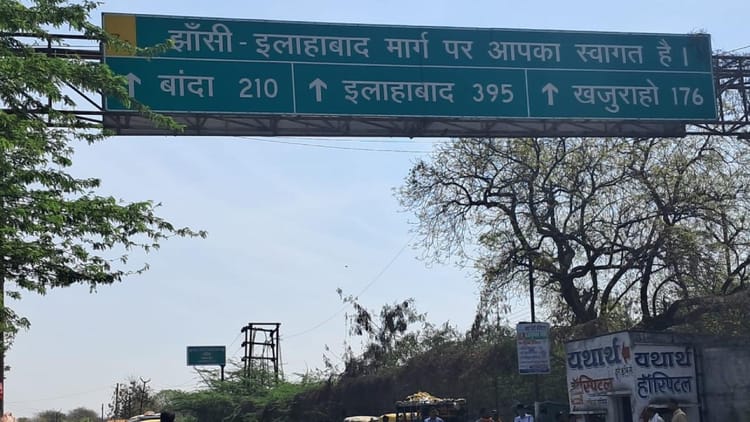 झाँसी - इलाहाबाद मार्ग पर आपका स्वागत है।
↑ बांदा 210 ↑ इलाहाबाद 395 ↑ खजुराहो 176
यथार्थ यथार्थ
हॉस्पिटल हॉस्पिटल